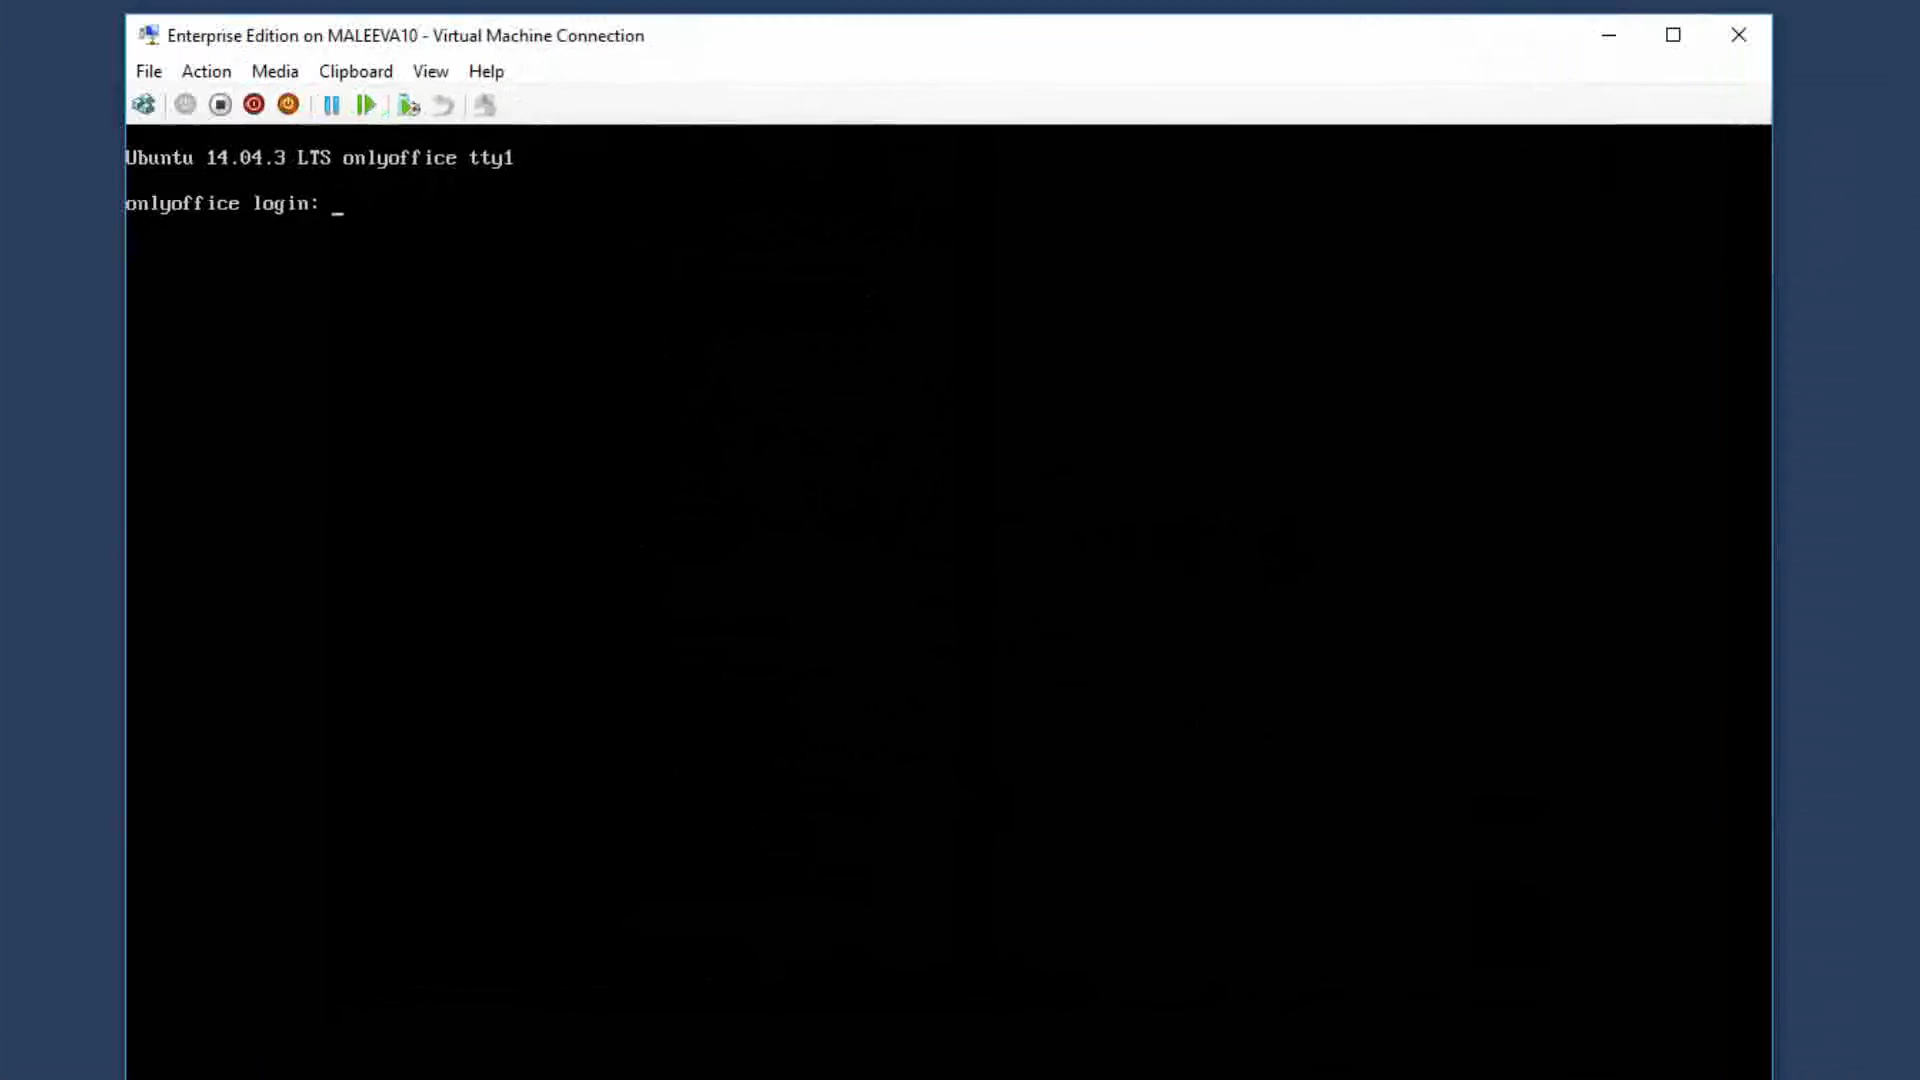 Enterprise Edition on MALEEVA10 - Virtual Machine Connection
File Action Media Clipboard View Help
Ubuntu 14.04.3 LTS onlyoffice tty1
onlyoffice login: _